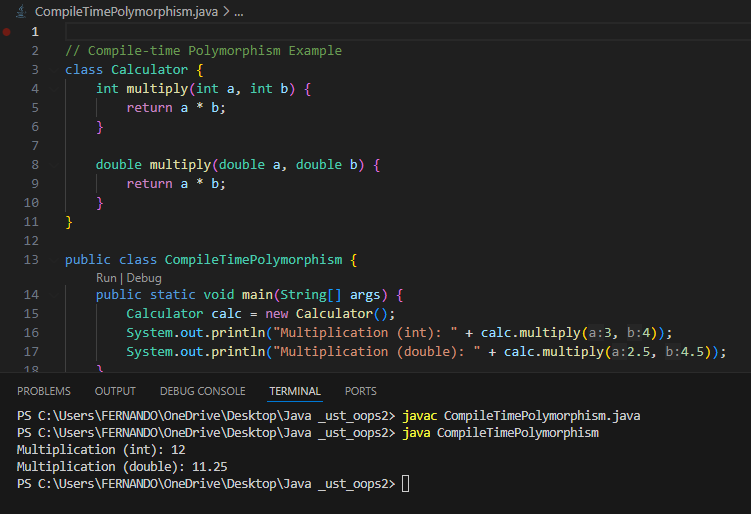 CompileTimePolymorphism.java > ...
1
2 // Compile-time Polymorphism Example
3 class Calculator {
4 int multiply(int a, int b) {
5 return a * b;
6 }
7
8 double multiply(double a, double b) {
9 return a * b;
10 }
11 }
12
13 public class CompileTimePolymorphism {
Run | Debug
14 public static void main(String[] args) {
15 Calculator calc = new Calculator();
16 System.out.println("Multiplication (int): " + calc.multiply(a:3, b:4));
17 System.out.println("Multiplication (double): " + calc.multiply(a:2.5, b:4.5));
18 }
PROBLEMS OUTPUT DEBUG CONSOLE TERMINAL PORTS
PS C:\Users\FERNANDO\OneDrive\Desktop\Java _ust_oops2> javac CompileTimePolymorphism.java
PS C:\Users\FERNANDO\OneDrive\Desktop\Java _ust_oops2> java CompileTimePolymorphism
Multiplication (int): 12
Multiplication (double): 11.25
PS C:\Users\FERNANDO\OneDrive\Desktop\Java _ust_oops2>